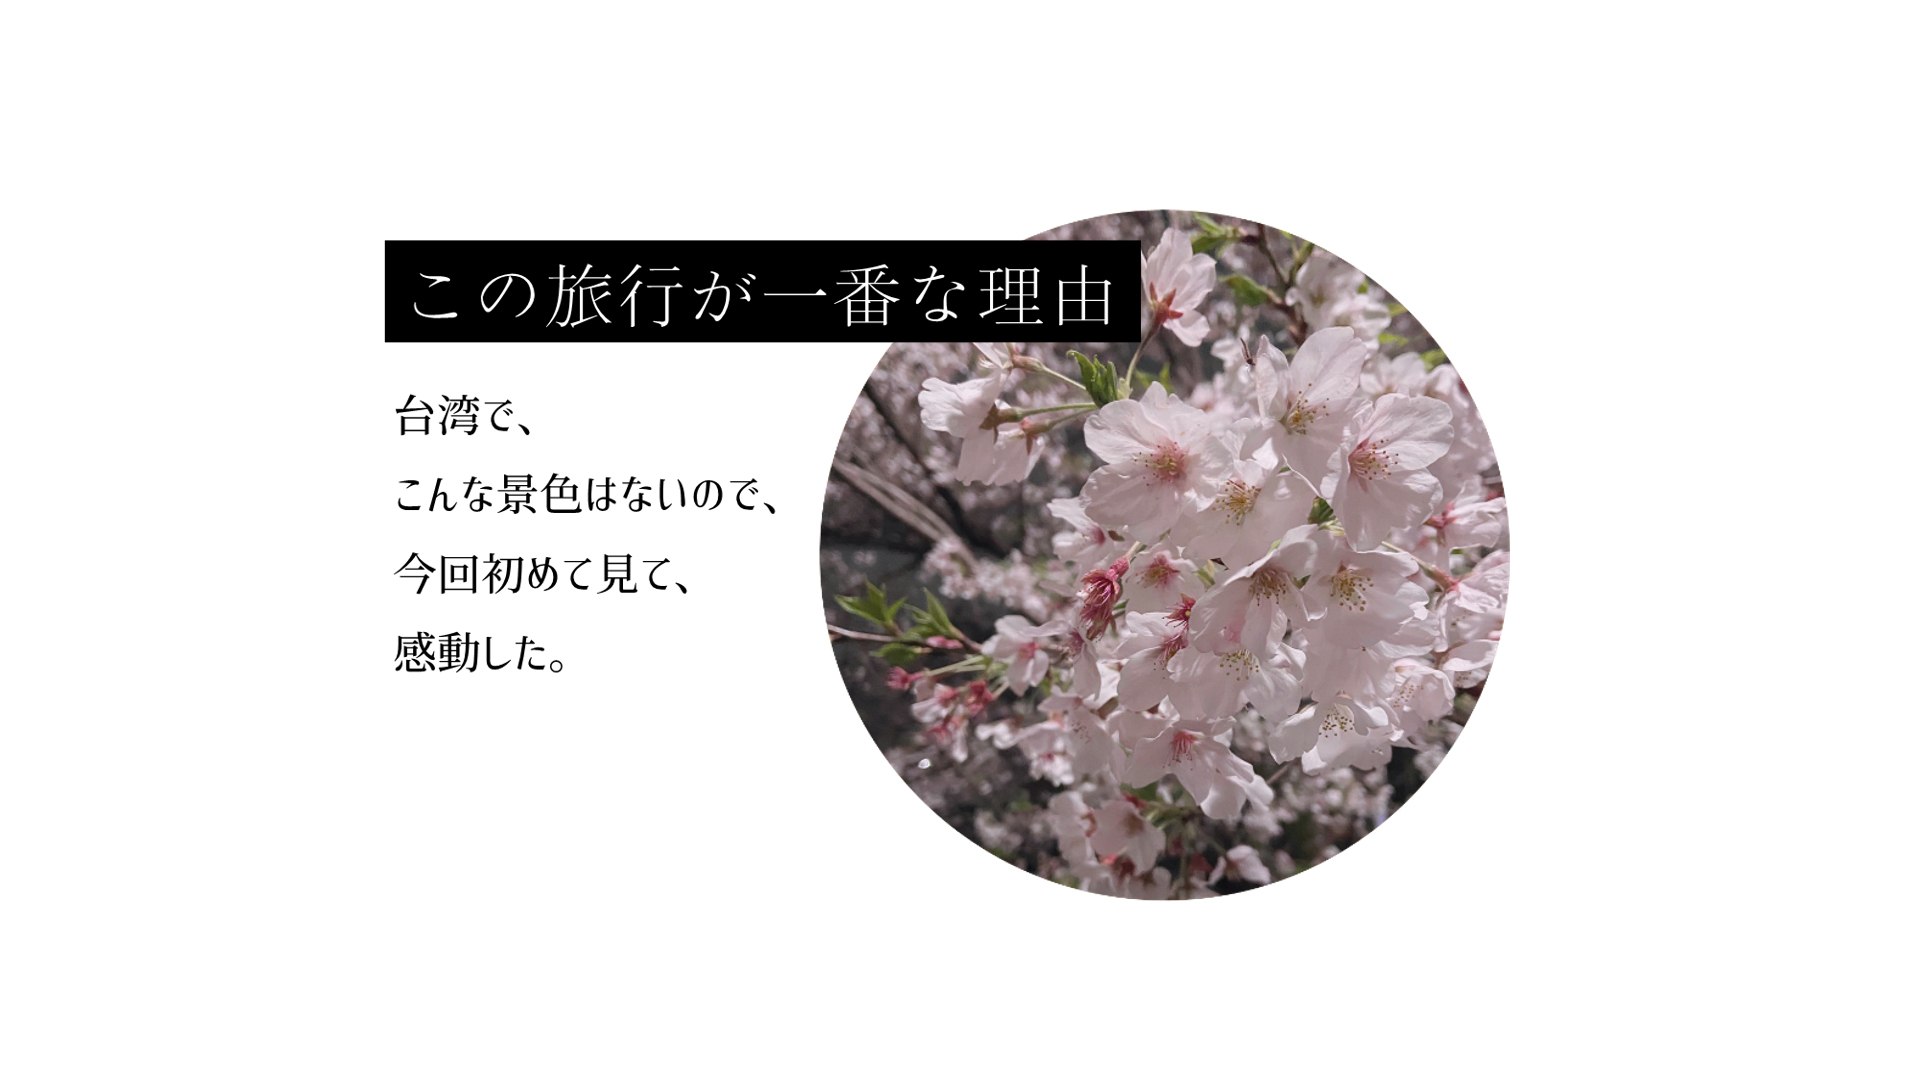 この旅行が一番な理由
台湾で、
こんな景色はないので、
今回初めて見て、
感動した。